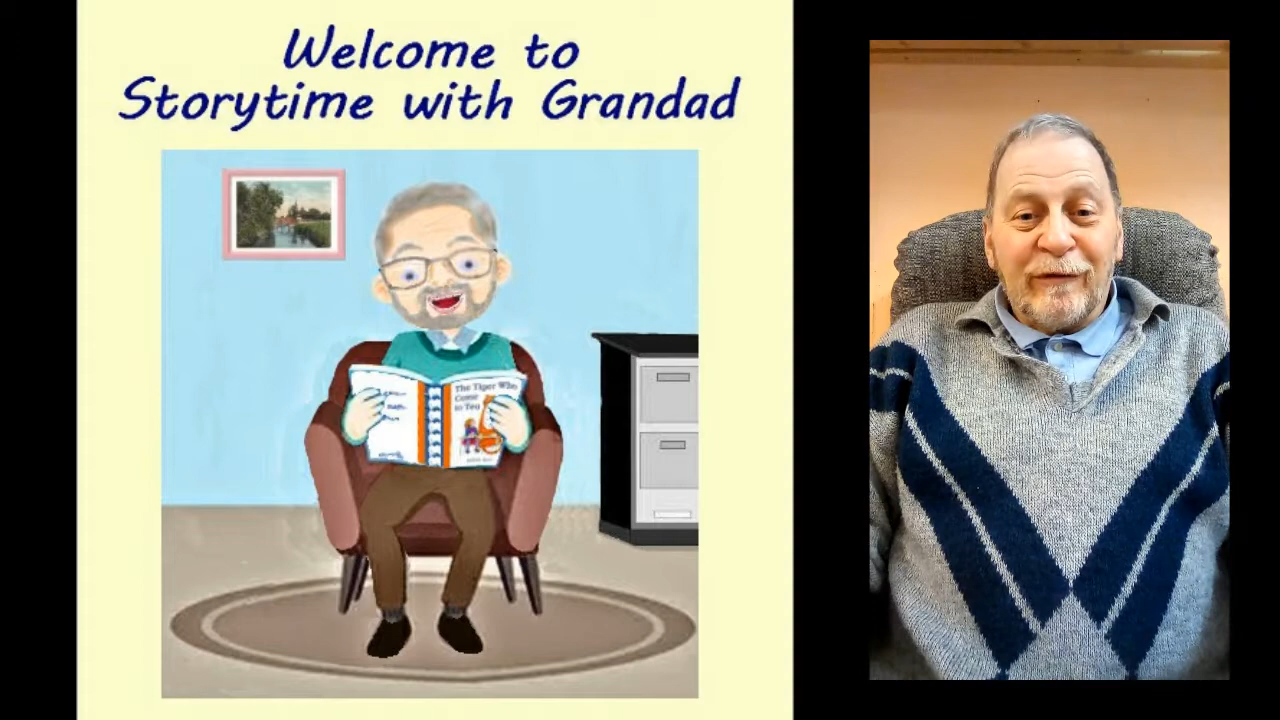 Welcome to
Storytime with Grandad
The Tiger Who
Came
to Tea